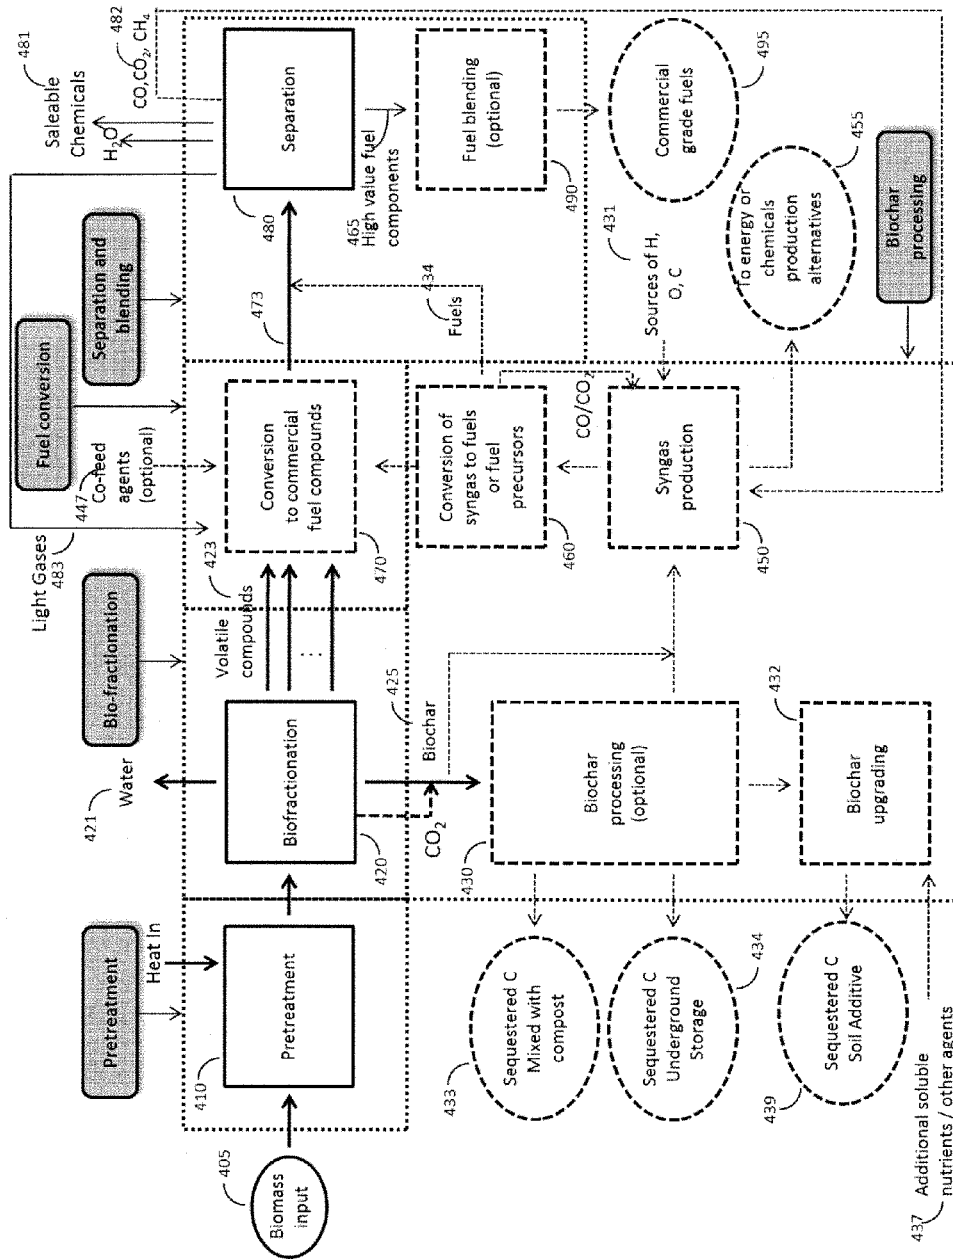 Pretreatment
Bio-fractionation
Fuel conversion
Separation and
blending
Biochar
processing
405
Biomass
input
Heat In
410
Pretreatment
421
Water
420
Biofractionation
CO2
425
Biochar
Volatile
compounds
...
423
Light Gases
483
447
Co-feed
agents
(optional)
470
Conversion
to commercial
fuel compounds
473
480
Separation
481
Saleable
Chemicals
H2O
CO,CO2, CH4
482
465
High value fuel
components
490
Fuel blending
(optional)
495
Commercial
grade fuels
434
Fuels
460
Conversion of
syngas to fuels
or fuel
precursors
CO/CO2
431
Sources of H,
O, C
450
Syngas
production
455
To energy or
chemicals
production
alternatives
430
Biochar
processing
(optional)
432
Biochar
upgrading
433
Sequestered C
Mixed with
compost
434
Sequestered C
Underground
Storage
439
Sequestered C
Soil Additive
437
Additional soluble
nutrients / other agents